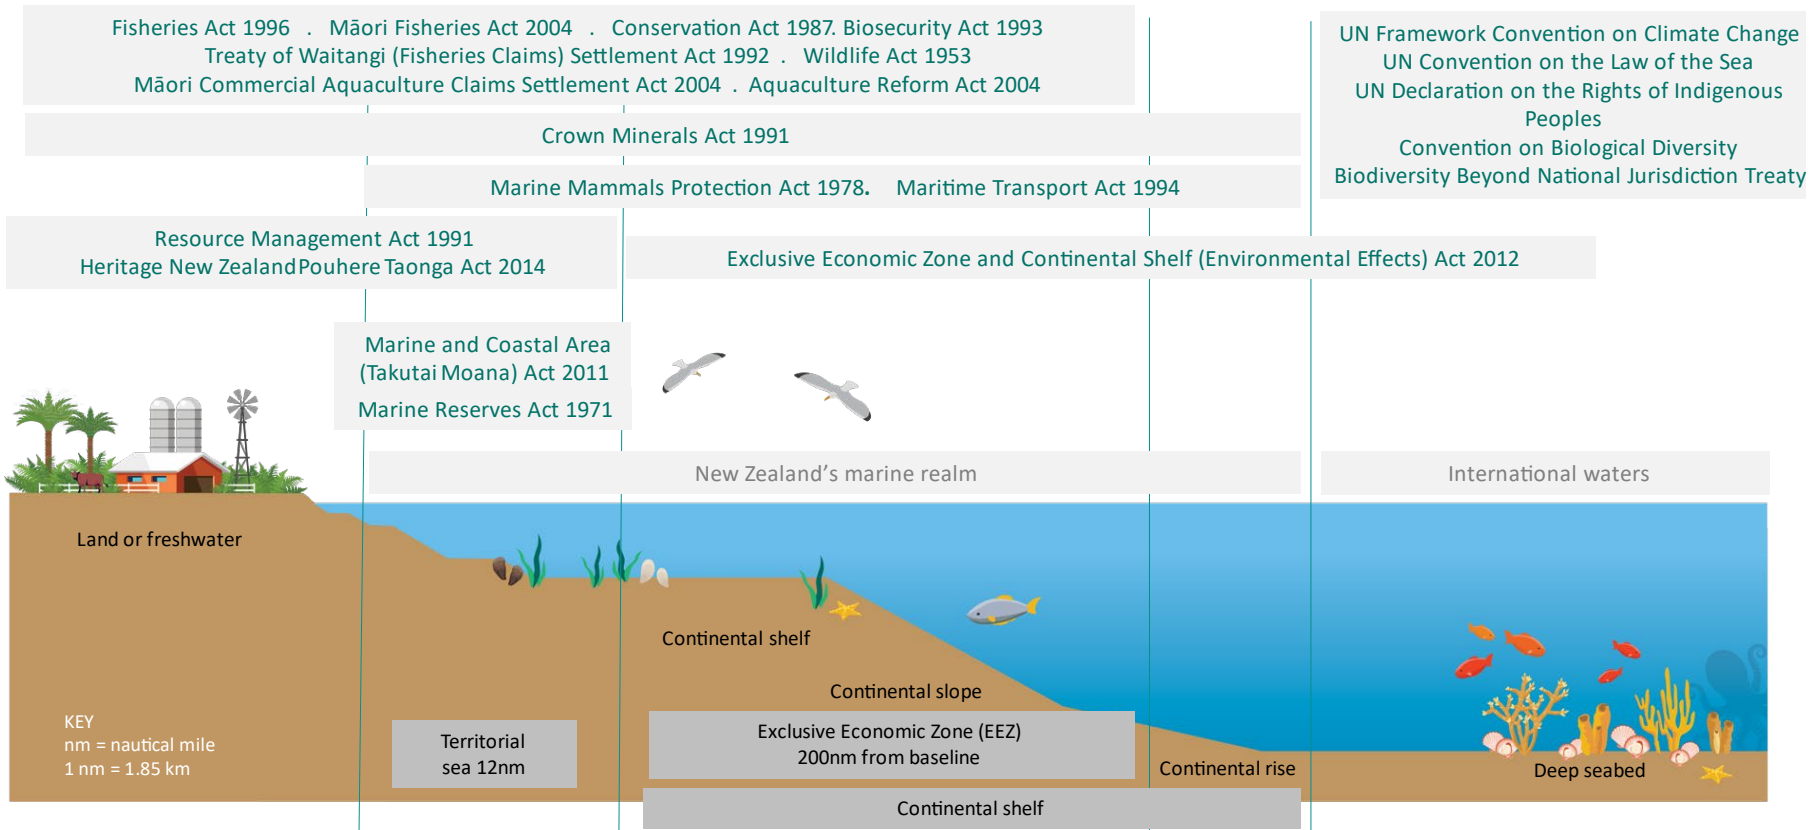 Fisheries Act 1996 . Māori Fisheries Act 2004 . Conservation Act 1987. Biosecurity Act 1993
Treaty of Waitangi (Fisheries Claims) Settlement Act 1992 . Wildlife Act 1953
Māori Commercial Aquaculture Claims Settlement Act 2004 . Aquaculture Reform Act 2004
UN Framework Convention on Climate Change
UN Convention on the Law of the Sea
UN Declaration on the Rights of Indigenous
Peoples
Convention on Biological Diversity
Biodiversity Beyond National Jurisdiction Treaty
Crown Minerals Act 1991
Marine Mammals Protection Act 1978. Maritime Transport Act 1994
Resource Management Act 1991
Heritage New Zealand Pouhere Taonga Act 2014
Exclusive Economic Zone and Continental Shelf (Environmental Effects) Act 2012
Marine and Coastal Area
(Takutai Moana) Act 2011
Marine Reserves Act 1971
New Zealand’s marine realm
International waters
Land or freshwater
Continental shelf
Continental slope
KEY
nm = nautical mile
1 nm = 1.85 km
Territorial
sea 12nm
Exclusive Economic Zone (EEZ)
200nm from baseline
Continental rise
Deep seabed
Continental shelf